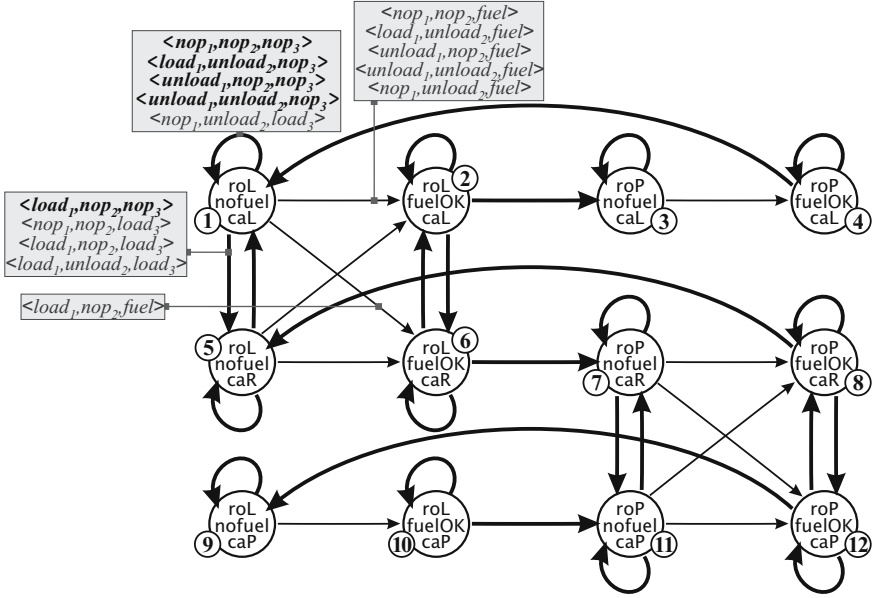 <nop1,nop2,nop3>
<load1,unload2,nop3>
<unload1,nop2,nop3>
<unload1,unload2,nop3>
<nop1,unload2,load3>
<nop1,nop2,fuel>
<load1,unload2,fuel>
<unload1,nop2,fuel>
<unload1,unload2,fuel>
<nop1,unload2,fuel>
roL
nofuel
caL
1
roL
fuelOK
caL
2
roP
nofuel
caL
3
roP
fuelOK
caL
4
<load1,nop2,nop3>
<nop1,nop2,load3>
<load1,nop2,load3>
<load1,unload2,load3>
<load1,nop2,fuel>
roL
nofuel
caR
5
roL
fuelOK
caR
6
roP
nofuel
caR
7
roP
fuelOK
caR
8
roL
nofuel
caP
9
roL
fuelOK
caP
10
roP
nofuel
caP
11
roP
fuelOK
caP
12